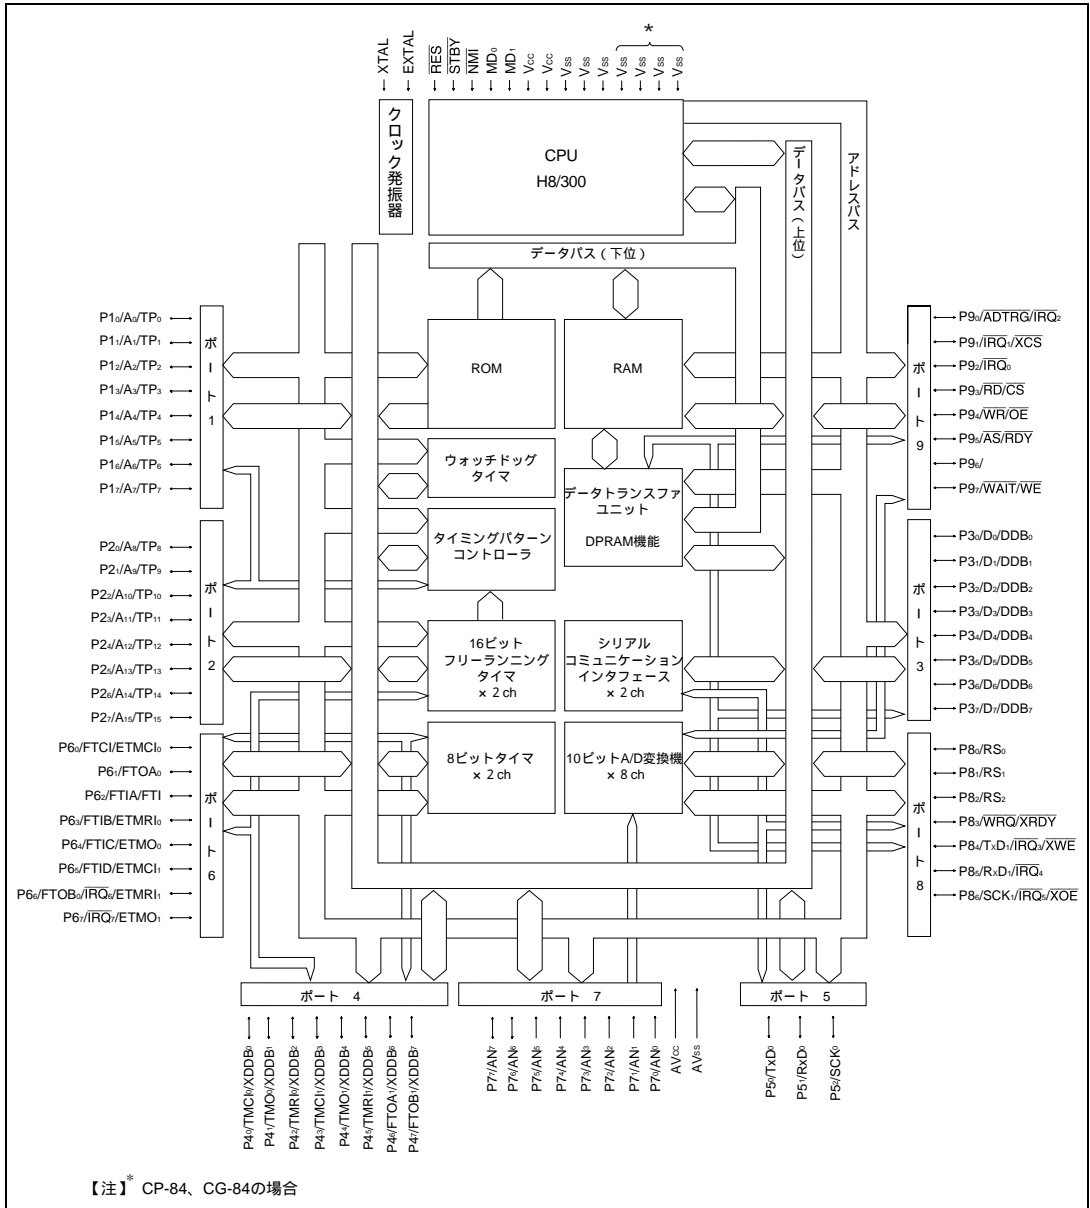 *
XTAL
EXTAL
RES
STBY
NMI
MD0
MD1
Vcc
Vcc
Vss
Vss
Vss
Vss
Vss
Vss
Vss
クロック発振器
CPU
H8/300
データバス(上位)
アドレスバス
データバス(下位)
P10/A0/TP0
P11/A1/TP1
P12/A2/TP2
P13/A3/TP3
P14/A4/TP4
P15/A5/TP5
P16/A6/TP6
P17/A7/TP7
ポート1
P20/A8/TP8
P21/A9/TP9
P22/A10/TP10
P23/A11/TP11
P24/A12/TP12
P25/A13/TP13
P26/A14/TP14
P27/A15/TP15
ポート2
P60/FTCI/ETMCI0
P61/FTOA0
P62/FTIA/FTI
P63/FTIB/ETMRI0
P64/FTIC/ETMO0
P65/FTID/ETMCI1
P66/FTOB0/IRQ6/ETMRI1
P67/IRQ7/ETMO1
ポート6
ROM
RAM
ウォッチドッグ
タイマ
データトランスファ
ユニット
DPRAM機能
タイミングパターン
コントローラ
16ビット
フリーランニング
タイマ
× 2 ch
シリアル
コミュニケーション
インタフェース
× 2 ch
8ビットタイマ
× 2 ch
10ビットA/D変換機
× 8 ch
ポート9
P90/ADTRG/IRQ2
P91/IRQ1/XCS
P92/IRQ0
P93/RD/CS
P94/WR/OE
P95/AS/RDY
P96/
P97/WAIT/WE
ポート3
P30/D0/DDB0
P31/D1/DDB1
P32/D2/DDB2
P33/D3/DDB3
P34/D4/DDB4
P35/D5/DDB5
P36/D6/DDB6
P37/D7/DDB7
ポート8
P80/RS0
P81/RS1
P82/RS2
P83/WRQ/XRDY
P84/TxD1/IRQ3/XWE
P85/RxD1/IRQ4
P86/SCK1/IRQ5/XOE
ポート 4
ポート 7
ポート 5
P40/TMCI0/XDDB0
P41/TMO0/XDDB1
P42/TMRI0/XDDB2
P43/TMCI1/XDDB3
P44/TMO1/XDDB4
P45/TMRI1/XDDB5
P46/FTOA1/XDDB6
P47/FTOB1/XDDB7
P77/AN7
P76/AN6
P75/AN5
P74/AN4
P73/AN3
P72/AN2
P71/AN1
P70/AN0
AVcc
AVss
P50/TxD0
P51/RxD0
P52/SCK0
【注】* CP-84、CG-84の場合